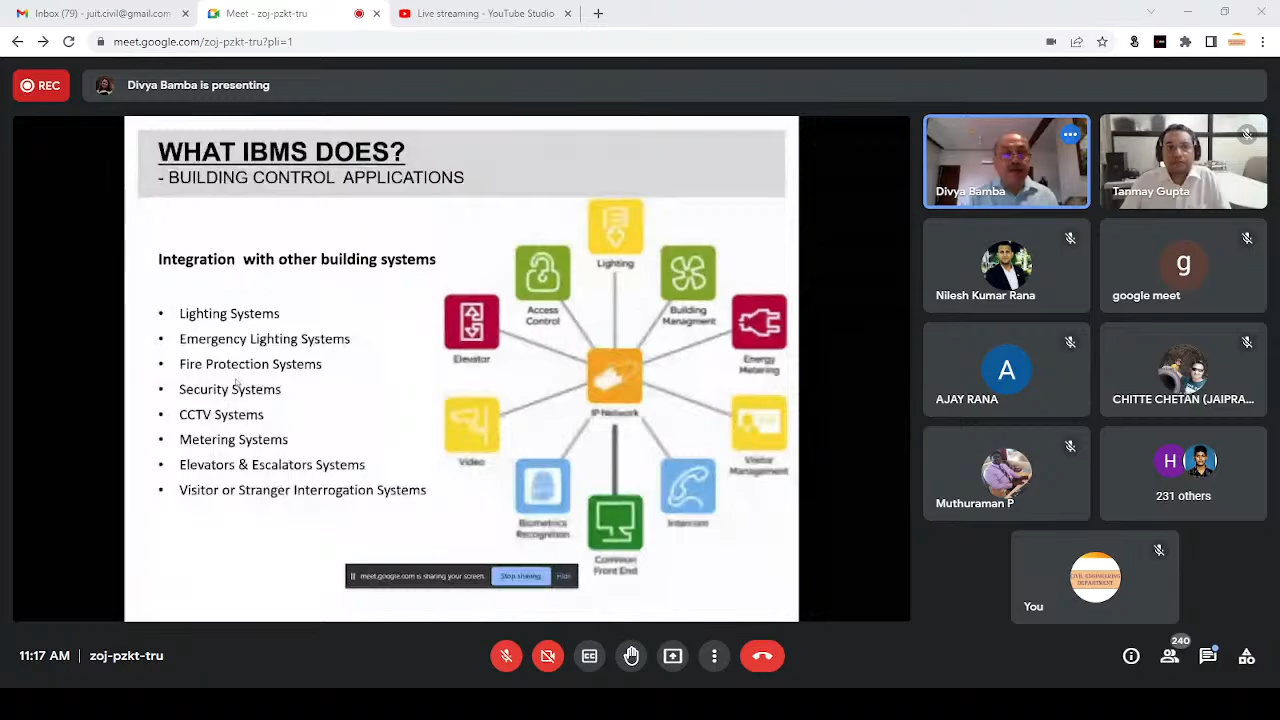 Inbox (79) - juit.civil@gmail.com
Meet - zoj-pzkt-tru
Live streaming - YouTube Studio
meet.google.com/zoj-pzkt-tru?pli=1
REC
Divya Bamba is presenting
WHAT IBMS DOES?
- BUILDING CONTROL APPLICATIONS
Integration with other building systems
• Lighting Systems
• Emergency Lighting Systems
• Fire Protection Systems
• Security Systems
• CCTV Systems
• Metering Systems
• Elevators & Escalators Systems
• Visitor or Stranger Interrogation Systems
Lighting
Access
Control
Building
Managment
Elevator
Energy
Metering
IP Network
Video
Visitor
Management
Biometrics
Recognition
Intercom
Common
Front End
meet.google.com is sharing your screen.
Stop sharing
Hide
Divya Bamba
Tanmay Gupta
Nilesh Kumar Rana
g
google meet
A
AJAY RANA
CHITTE CHETAN (JAIPRA...
Muthuraman P
H
231 others
CIVIL ENGINEERING
DEPARTMENT
You
11:17 AM
zoj-pzkt-tru
240